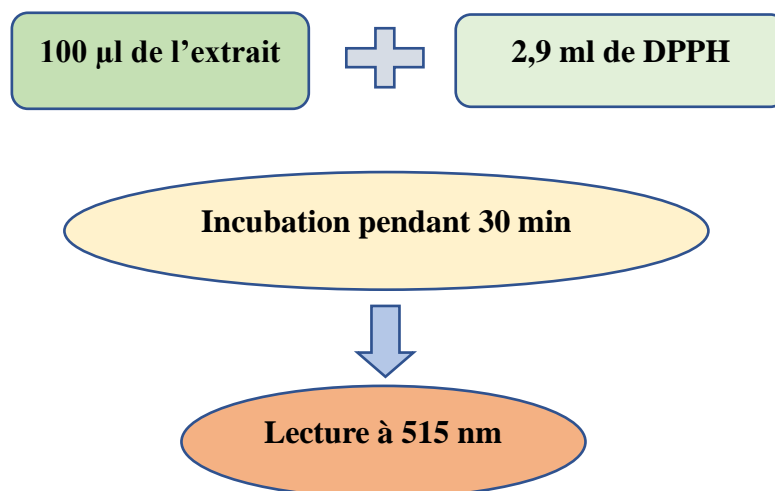 100 µl de l’extrait
2,9 ml de DPPH
Incubation pendant 30 min
Lecture à 515 nm